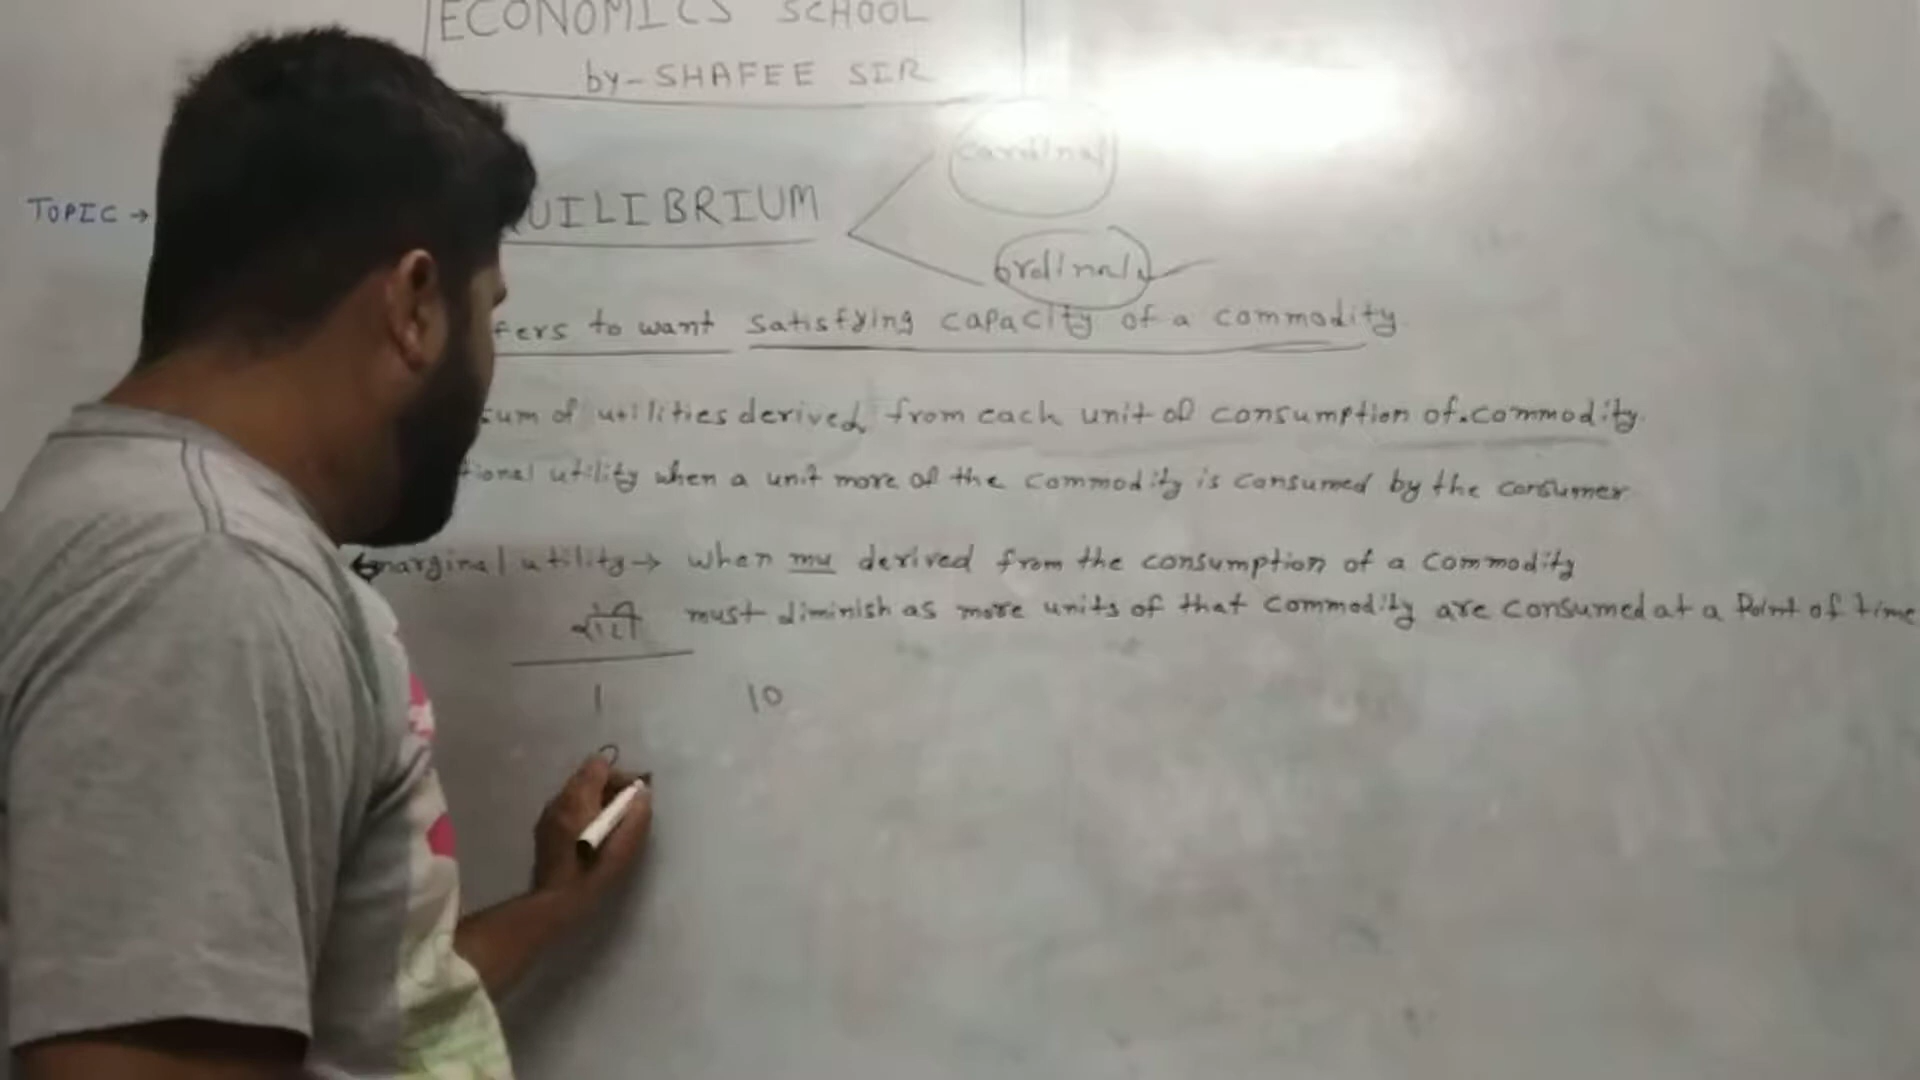 ECONOMICS SCHOOL
by-SHAFEE SIR
TOPIC → UILIBRIUM
cardinal
ordinal
fers to want satisfying capacity of a commodity
sum of utilities derived from each unit of consumption of commodity
tional utility when a unit more of the commodity is consumed by the consumer
marginal utility → when mu derived from the consumption of a commodity
रोटी must diminish as more units of that commodity are consumed at a point of time
1 10
2